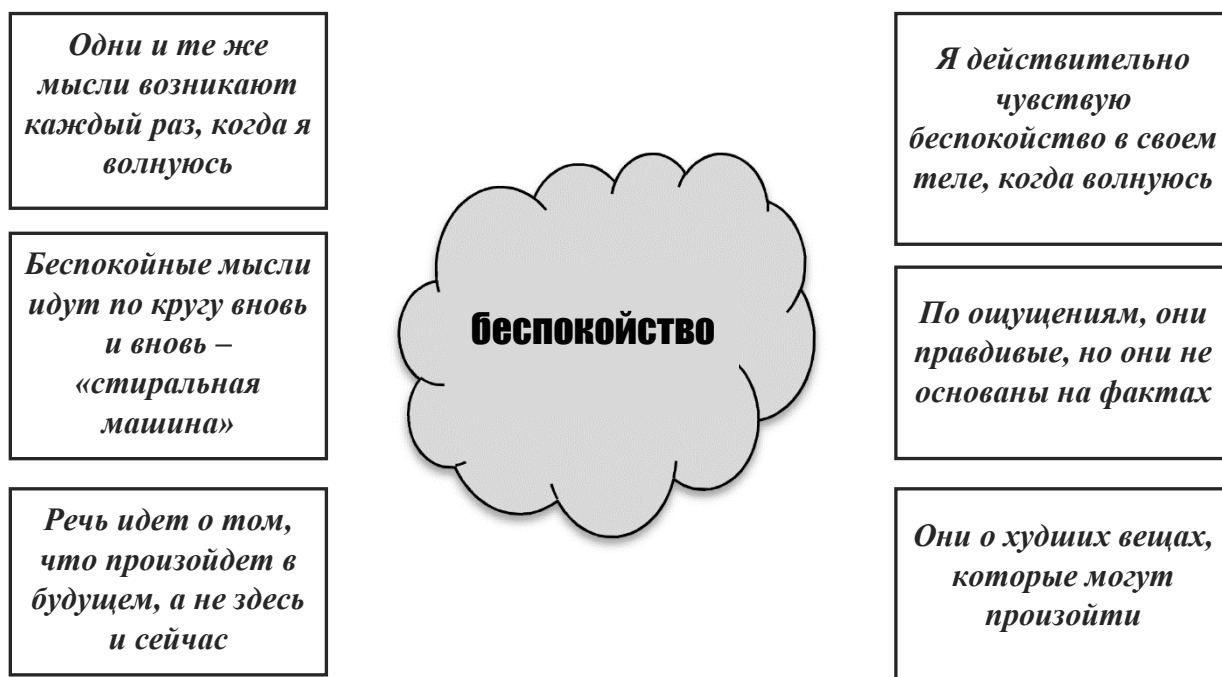 Одни и те же
мысли возникают
каждый раз, когда я
волнуюсь
Беспокойные мысли
идут по кругу вновь
и вновь –
«стиральная
машина»
Речь идет о том,
что произойдет в
будущем, а не здесь
и сейчас
беспокойство
Я действительно
чувствую
беспокойство в своем
теле, когда волнуюсь
По ощущениям, они
правдивые, но они не
основаны на фактах
Они о худших вещах,
которые могут
произойти